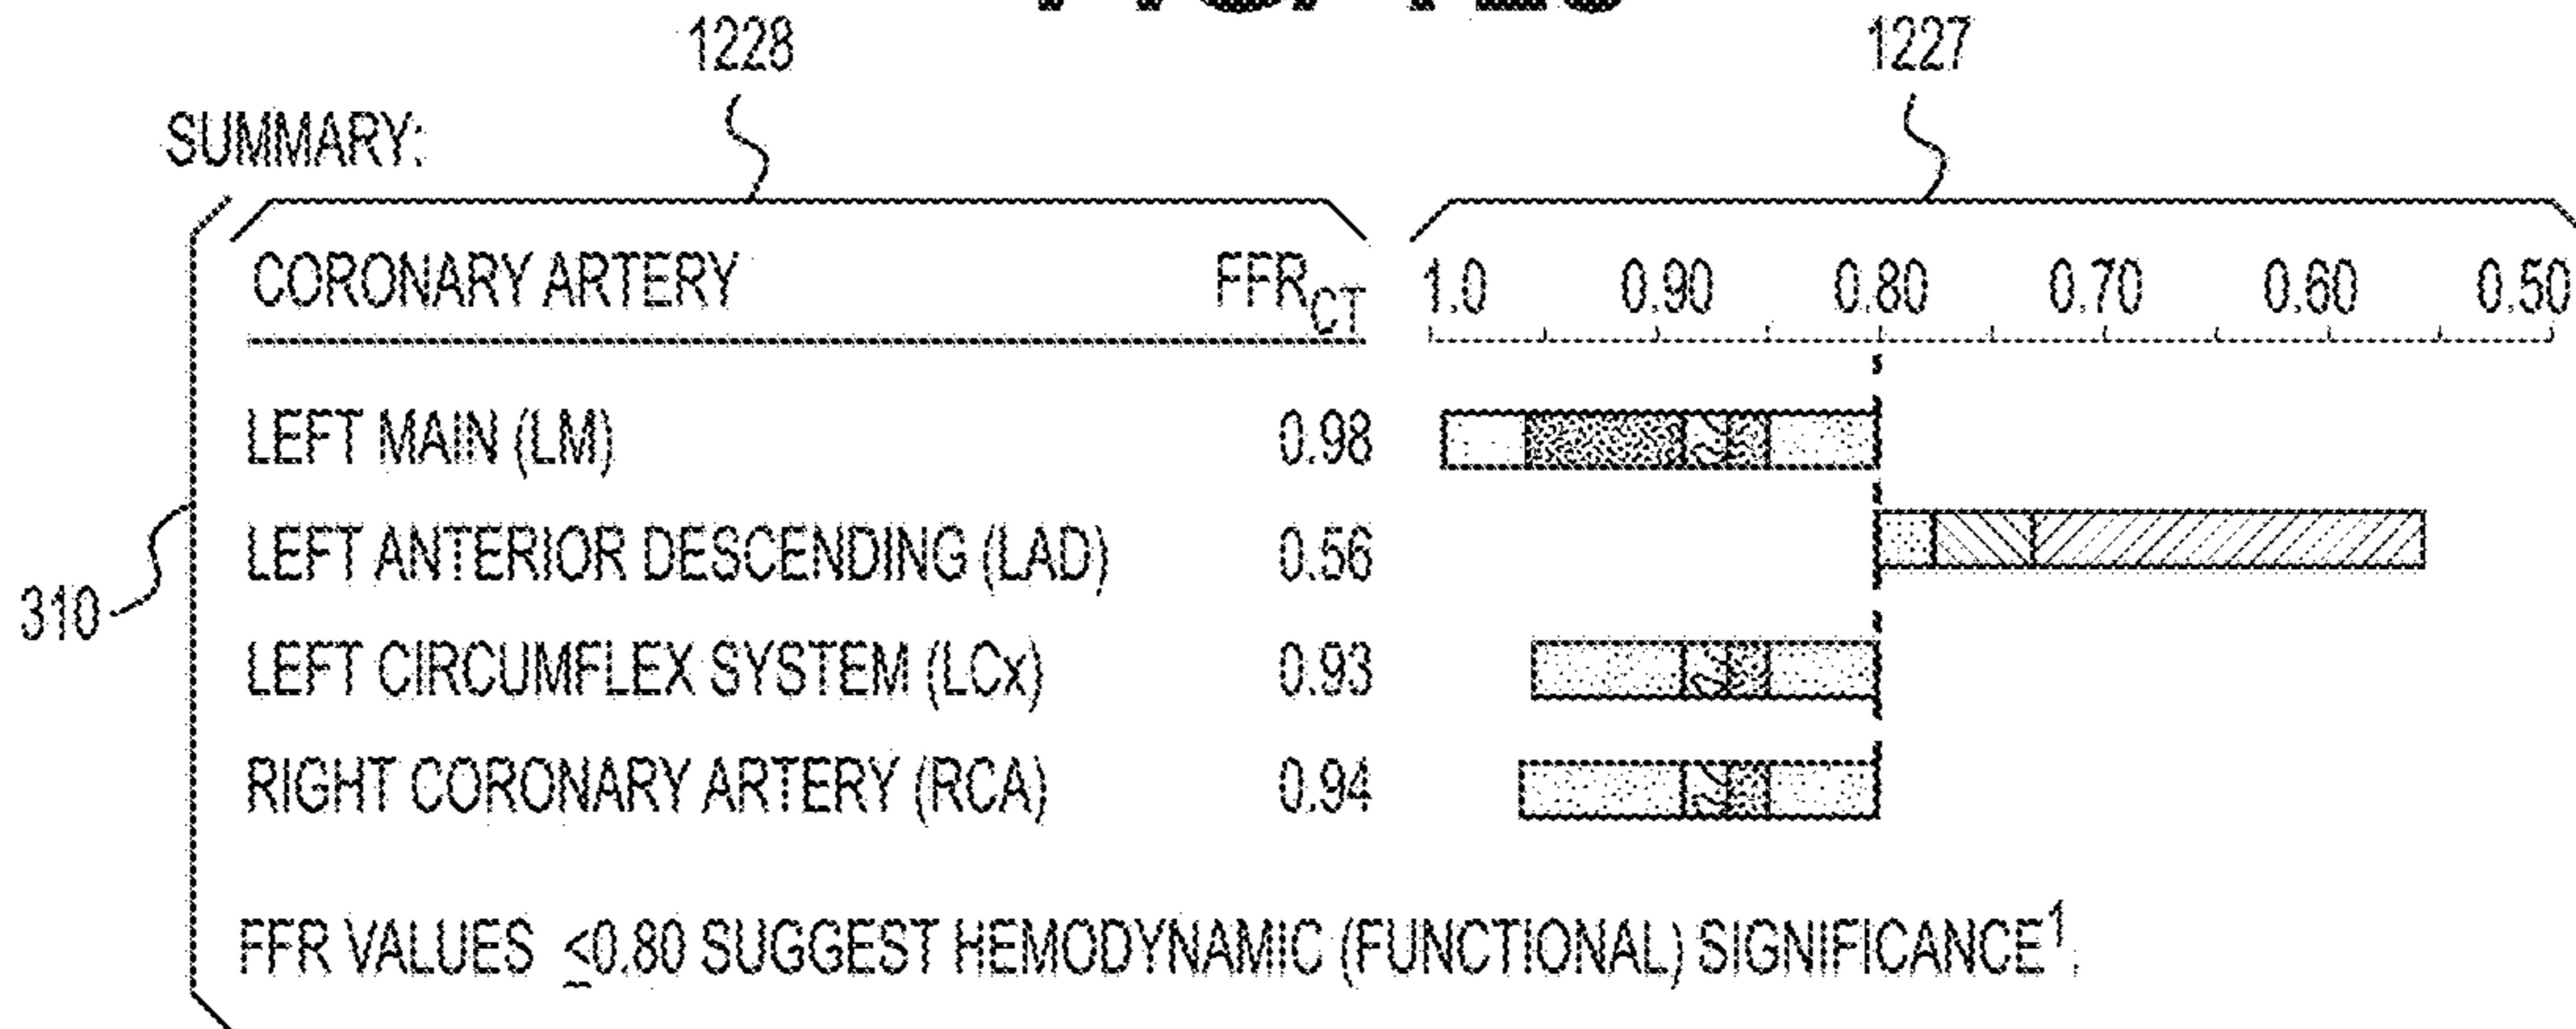 1228 1227
SUMMARY:
CORONARY ARTERY FFRCT 1.0 0.90 0.80 0.70 0.60 0.50
LEFT MAIN (LM) 0.98
LEFT ANTERIOR DESCENDING (LAD) 0.56
310
LEFT CIRCUMFLEX SYSTEM (LCx) 0.93
RIGHT CORONARY ARTERY (RCA) 0.94
FFR VALUES ≤0.80 SUGGEST HEMODYNAMIC (FUNCTIONAL) SIGNIFICANCE1.